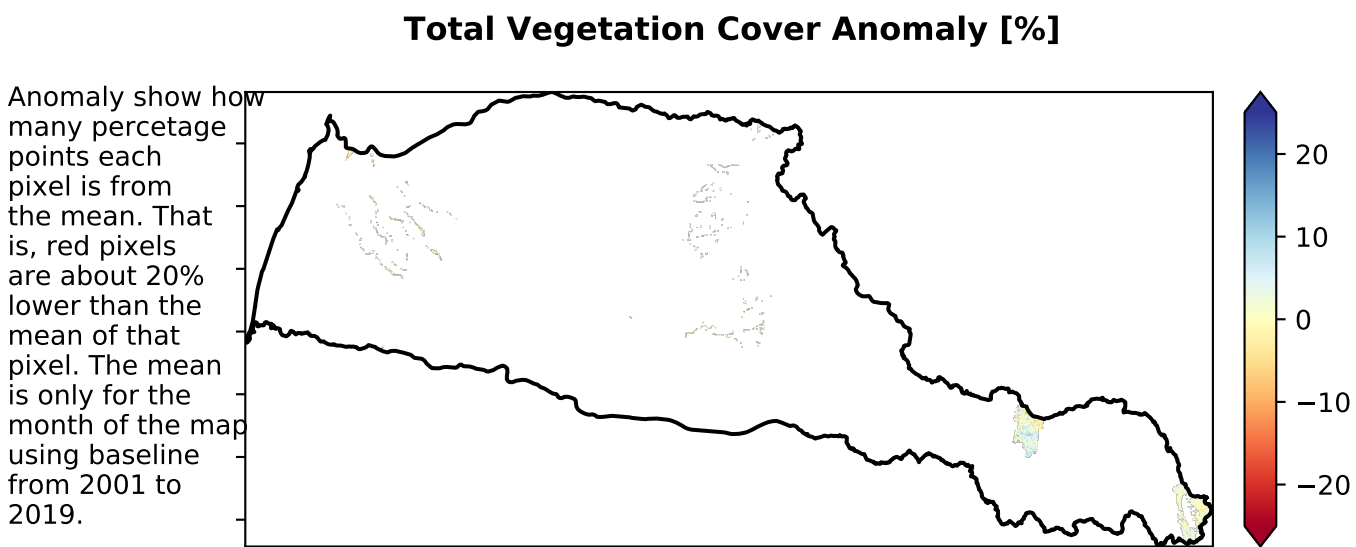 Total Vegetation Cover Anomaly [%]
Anomaly show how
many percetage
points each
pixel is from
the mean. That
is, red pixels
are about 20%
lower than the
mean of that
pixel. The mean
is only for the
month of the map
using baseline
from 2001 to
2019.
20
10
0
−10
−20